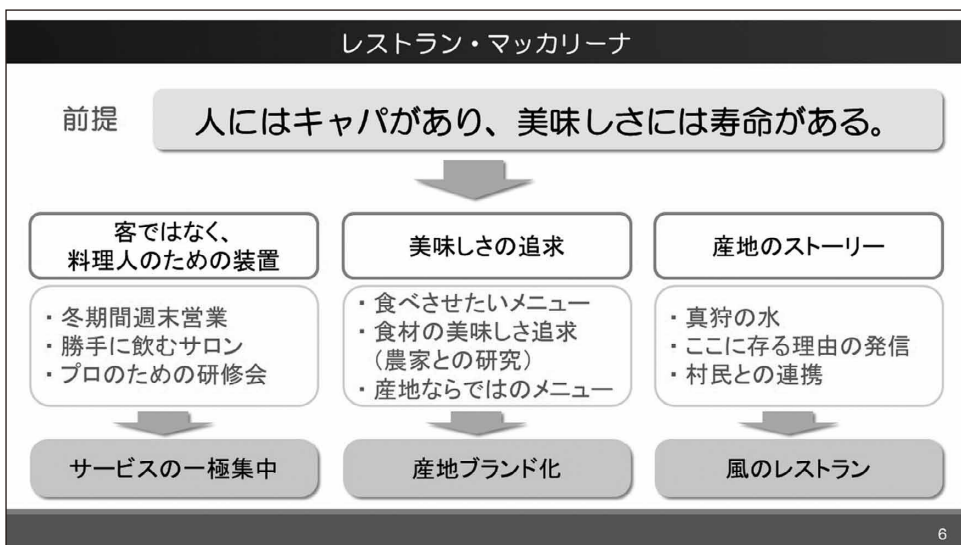 レストラン・マッカリーナ
前提
人にはキャパがあり、美味しさには寿命がある。
客ではなく、
料理人のための装置
・冬期間週末営業
・勝手に飲むサロン
・プロのための研修会
サービスの一極集中
美味しさの追求
・食べさせたいメニュー
・食材の美味しさ追求
（農家との研究）
・産地ならではのメニュー
産地ブランド化
産地のストーリー
・真狩の水
・ここに存る理由の発信
・村民との連携
風のレストラン
6